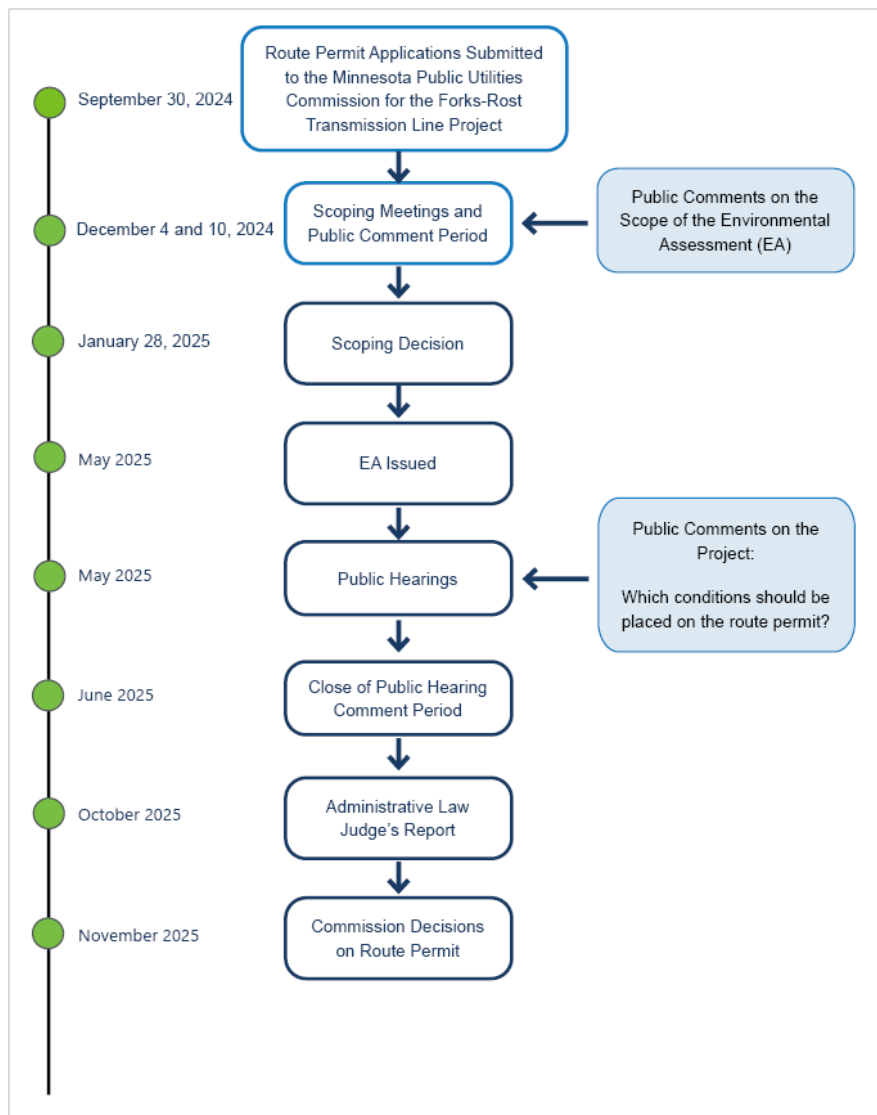 Route Permit Applications Submitted
to the Minnesota Public Utilities
Commission for the Forks-Rost
Transmission Line Project
September 30, 2024
Scoping Meetings and
Public Comment Period
December 4 and 10, 2024
Public Comments on the
Scope of the Environmental
Assessment (EA)
January 28, 2025
Scoping Decision
May 2025
EA Issued
May 2025
Public Hearings
Public Comments on the
Project:
Which conditions should be
placed on the route permit?
June 2025
Close of Public Hearing
Comment Period
October 2025
Administrative Law
Judge’s Report
November 2025
Commission Decisions
on Route Permit